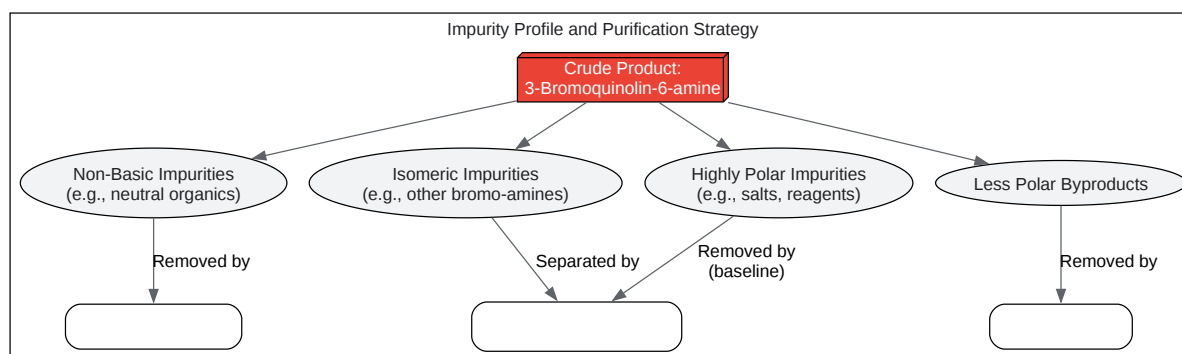 Impurity Profile and Purification Strategy
Crude Product:
3-Bromoquinolin-6-amine
Non-Basic Impurities
(e.g., neutral organics)
Isomeric Impurities
(e.g., other bromo-amines)
Highly Polar Impurities
(e.g., salts, reagents)
Less Polar Byproducts
Removed by
Separated by
Removed by
(baseline)
Removed by